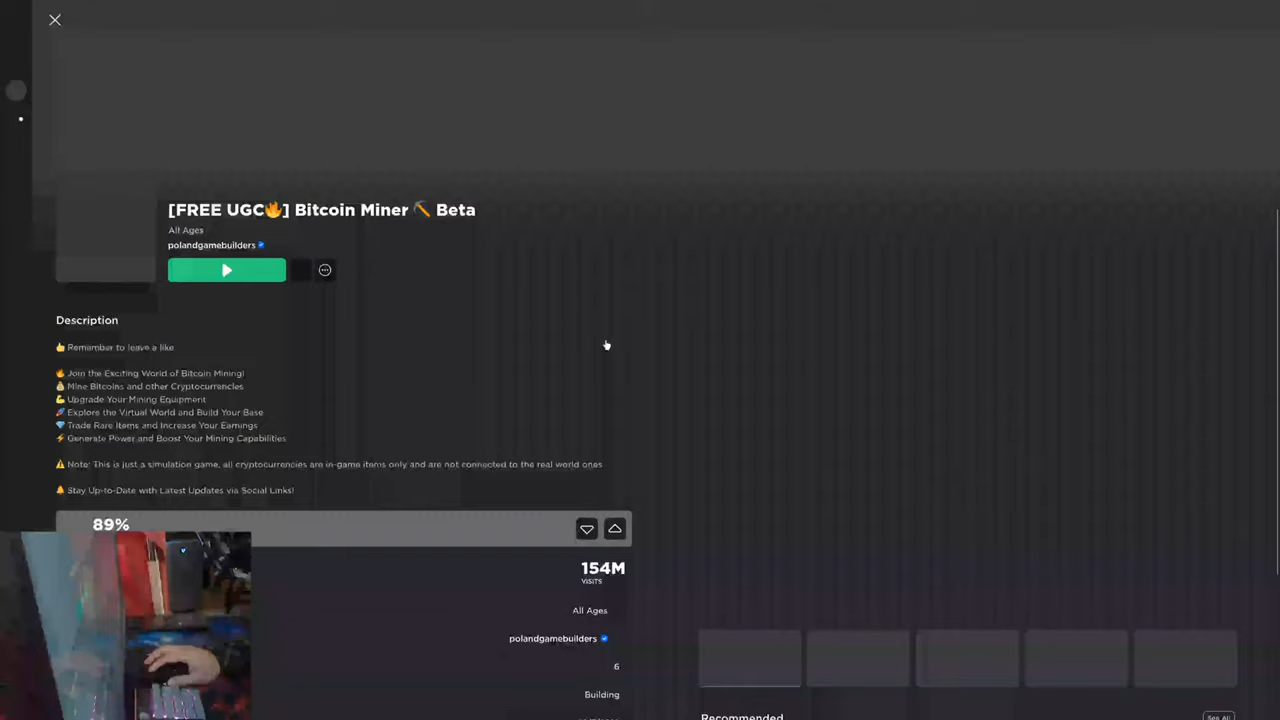 [FREE UGC🔥] Bitcoin Miner ⛏️ Beta
All Ages
polandgamebuilders
Description
👍 Remember to leave a like
🔥 Join the Exciting World of Bitcoin Mining!
💰 Mine Bitcoins and other Cryptocurrencies
💪 Upgrade Your Mining Equipment
🚀 Explore the Virtual World and Build Your Base
💎 Trade Rare Items and Increase Your Earnings
⚡ Generate Power and Boost Your Mining Capabilities
⚠️ Note: This is just a simulation game, all cryptocurrencies are in-game items only and are not connected to the real world ones
🔔 Stay Up-to-Date with Latest Updates via Social Links!
89%
154M
VISITS
All Ages
polandgamebuilders
6
Building
Recommended
See All